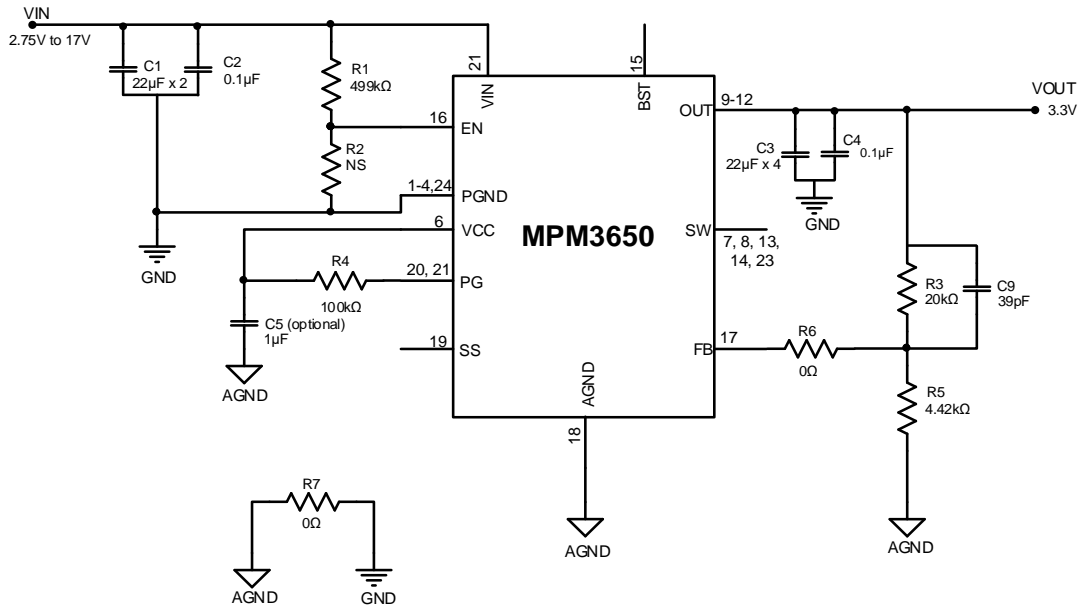 VIN
2.75V to 17V
C1
22µF x 2
C2
0.1µF
R1
499kΩ
R2
NS
GND
21
VIN
15
BST
16
EN
1-4,24
PGND
6
VCC
R4
100kΩ
20, 21
PG
C5 (optional)
1µF
AGND
19
SS
MPM3650
OUT
9-12
SW
7, 8, 13,
14, 23
FB
17
AGND
18
AGND
C3
22µF x 4
C4
0.1µF
GND
VOUT
3.3V
R3
20kΩ
C9
39pF
R6
0Ω
R5
4.42kΩ
AGND
R7
0Ω
AGND
GND